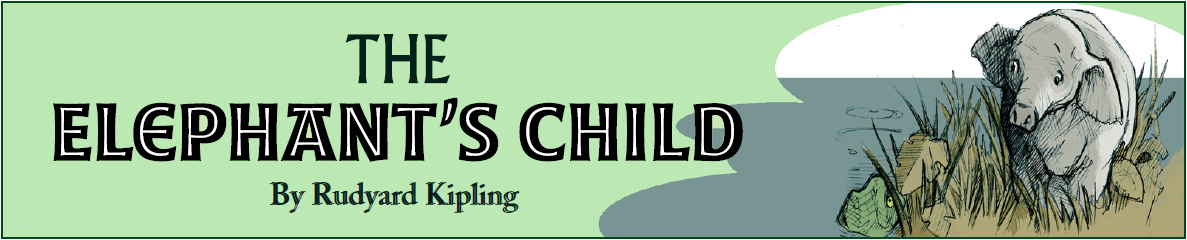 THE
ELEPHANT'S CHILD
By Rudyard Kipling